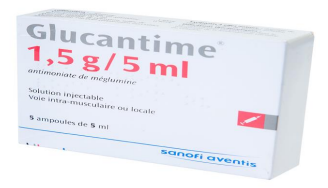 Glucantime®
1,5 g/5 ml
antimoniate de méglumine
Solution injectable
Voie intra-musculaire ou locale
5 ampoules de 5 ml
sanofi aventis